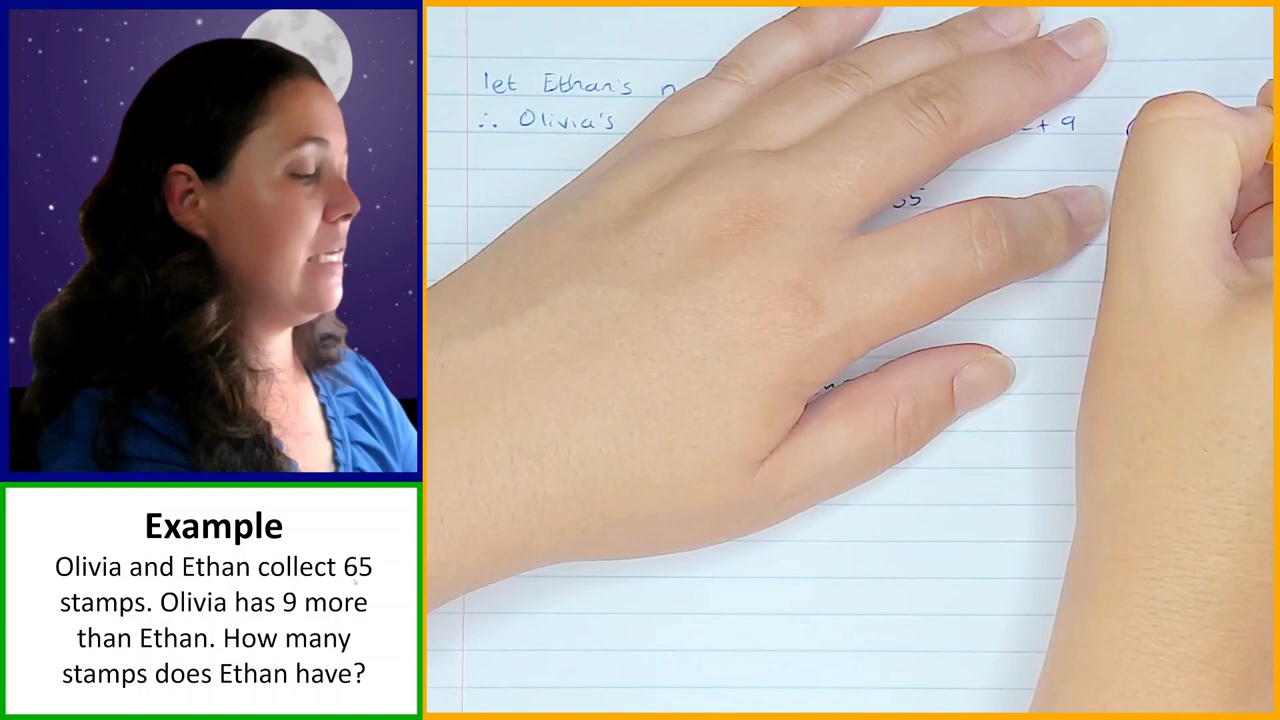 let Ethan's
∴ Olivia's + 9
Example
Olivia and Ethan collect 65
stamps. Olivia has 9 more
than Ethan. How many
stamps does Ethan have?